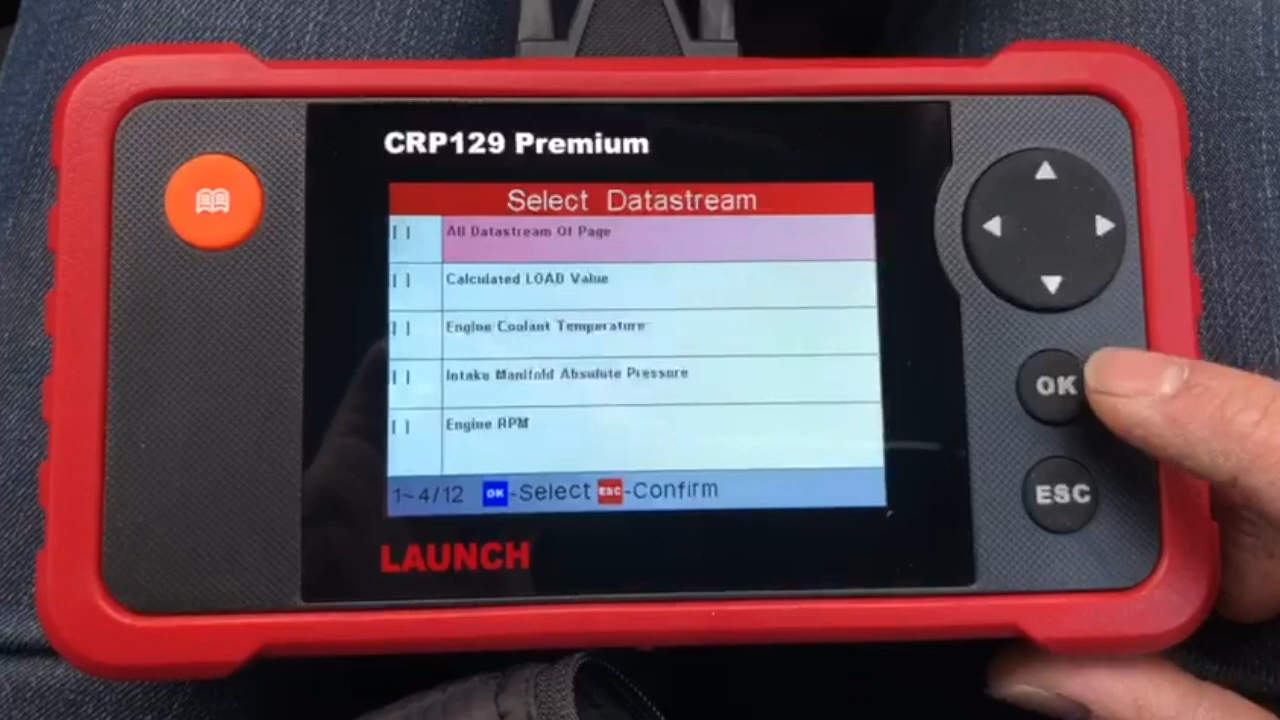 CRP129 Premium
Select Datastream
[ ] All Datastream Of Page
[ ] Calculated LOAD Value
[ ] Engine Coolant Temperature
[ ] Intake Manifold Absolute Pressure
[ ] Engine RPM
1~4/12 OK-Select ESC-Confirm
LAUNCH
OK
ESC